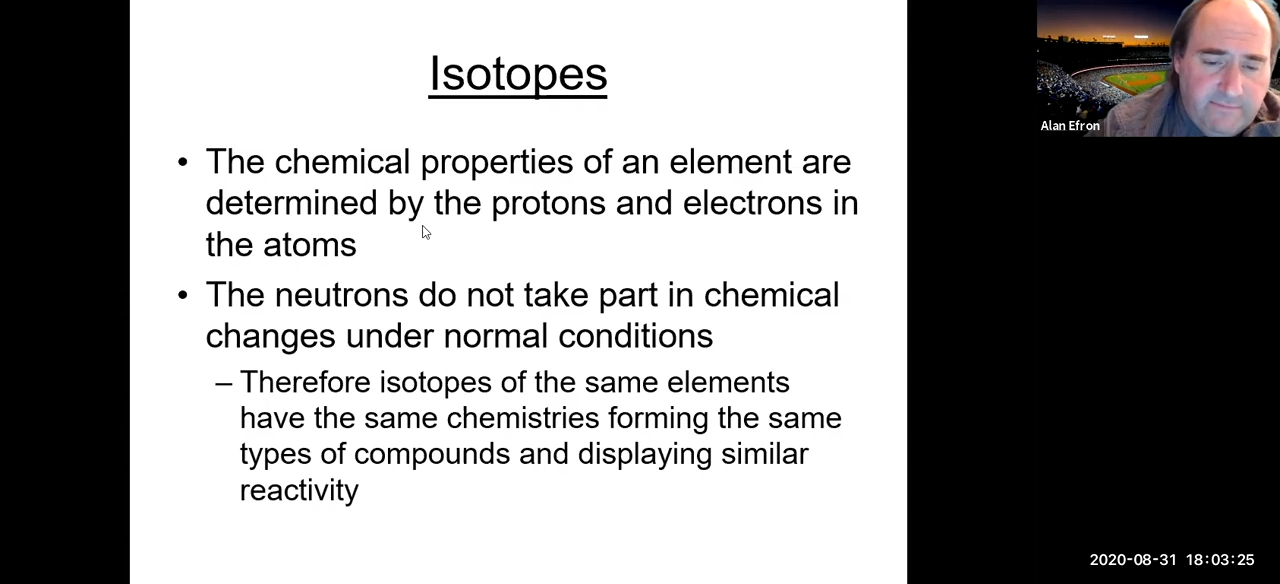 Isotopes
• The chemical properties of an element are
determined by the protons and electrons in
the atoms
• The neutrons do not take part in chemical
changes under normal conditions
– Therefore isotopes of the same elements
have the same chemistries forming the same
types of compounds and displaying similar
reactivity
Alan Efron
2020-08-31 18:03:25